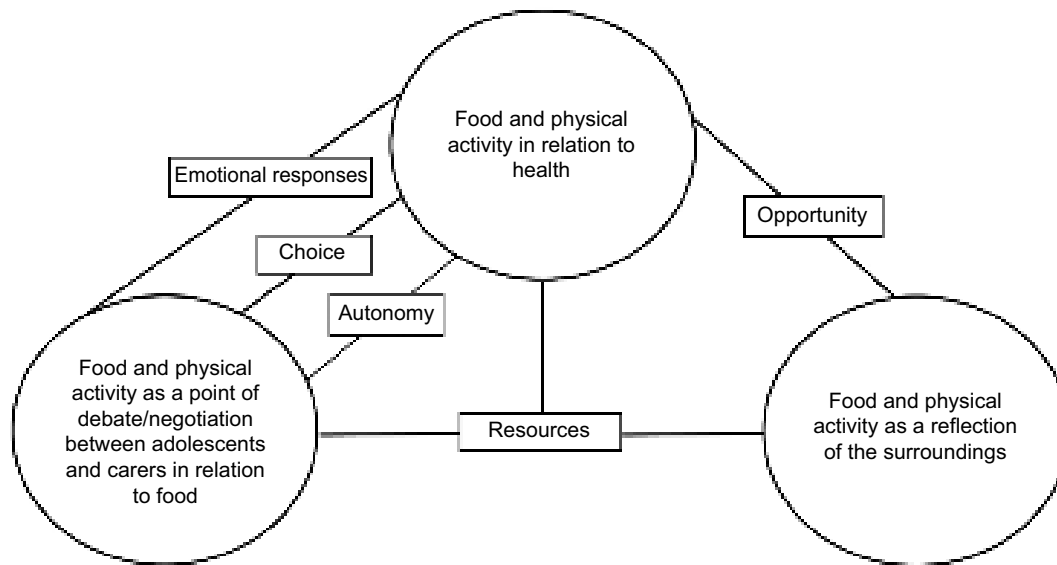 Food and physical
activity in relation to
health
Emotional responses
Opportunity
Choice
Autonomy
Food and physical
activity as a point of
debate/negotiation
between adolescents
and carers in relation
to food
Resources
Food and physical
activity as a reflection
of the surroundings